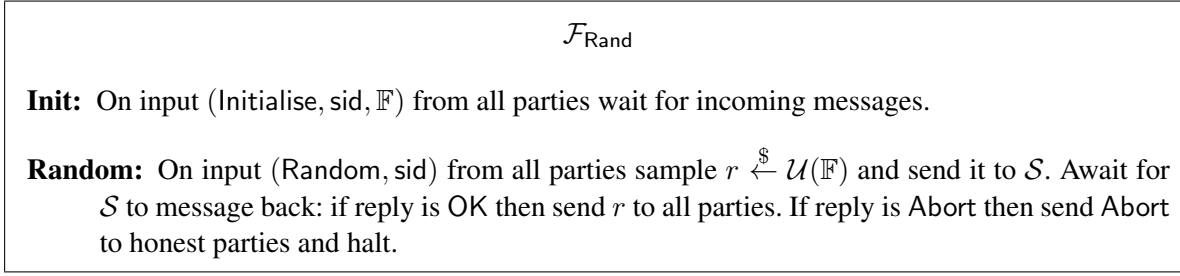 𝓕_Rand
Init: On input (Initialise, sid, 𝔽) from all parties wait for incoming messages.
Random: On input (Random, sid) from all parties sample r ←$ 𝒰(𝔽) and send it to 𝒮. Await for
𝒮 to message back: if reply is OK then send r to all parties. If reply is Abort then send Abort
to honest parties and halt.